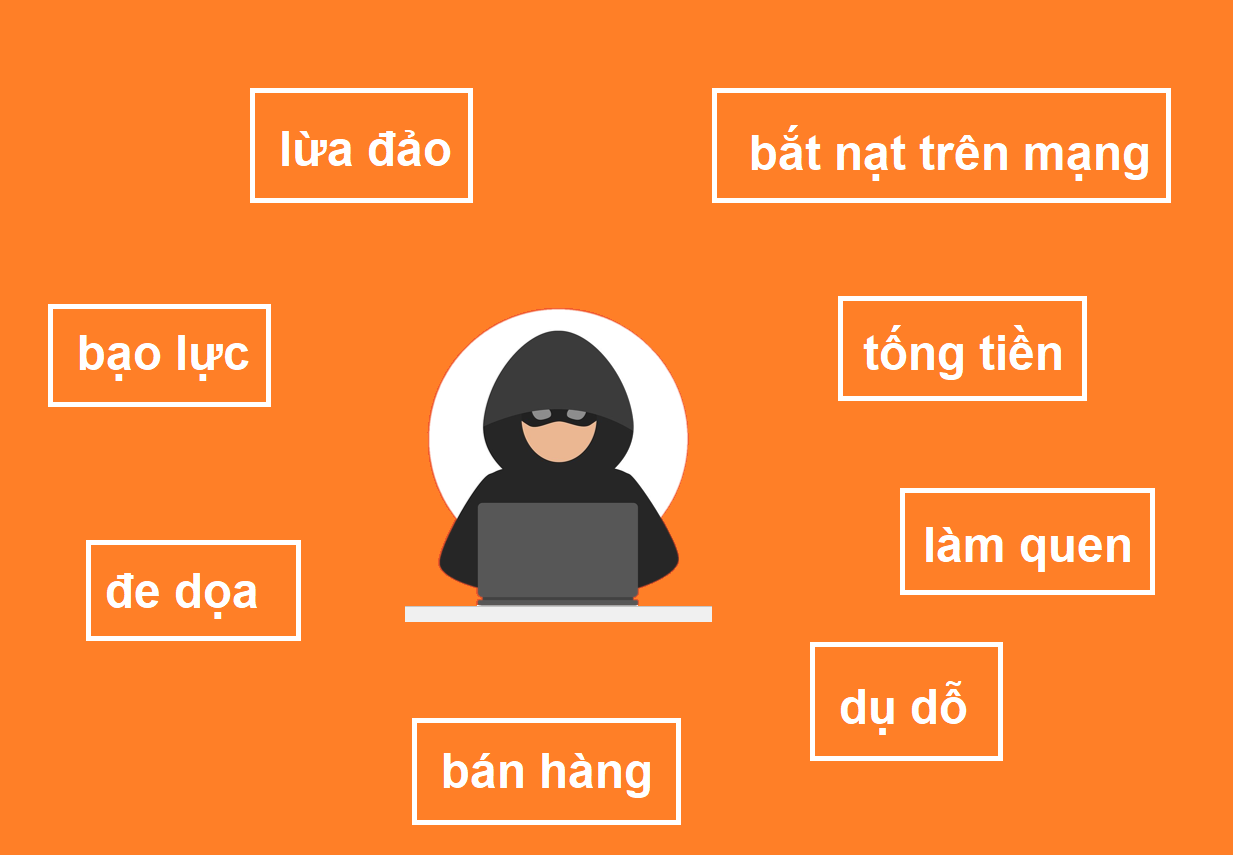 lừa đảo
bắt nạt trên mạng
bạo lực
tống tiền
làm quen
đe dọa
dụ dỗ
bán hàng